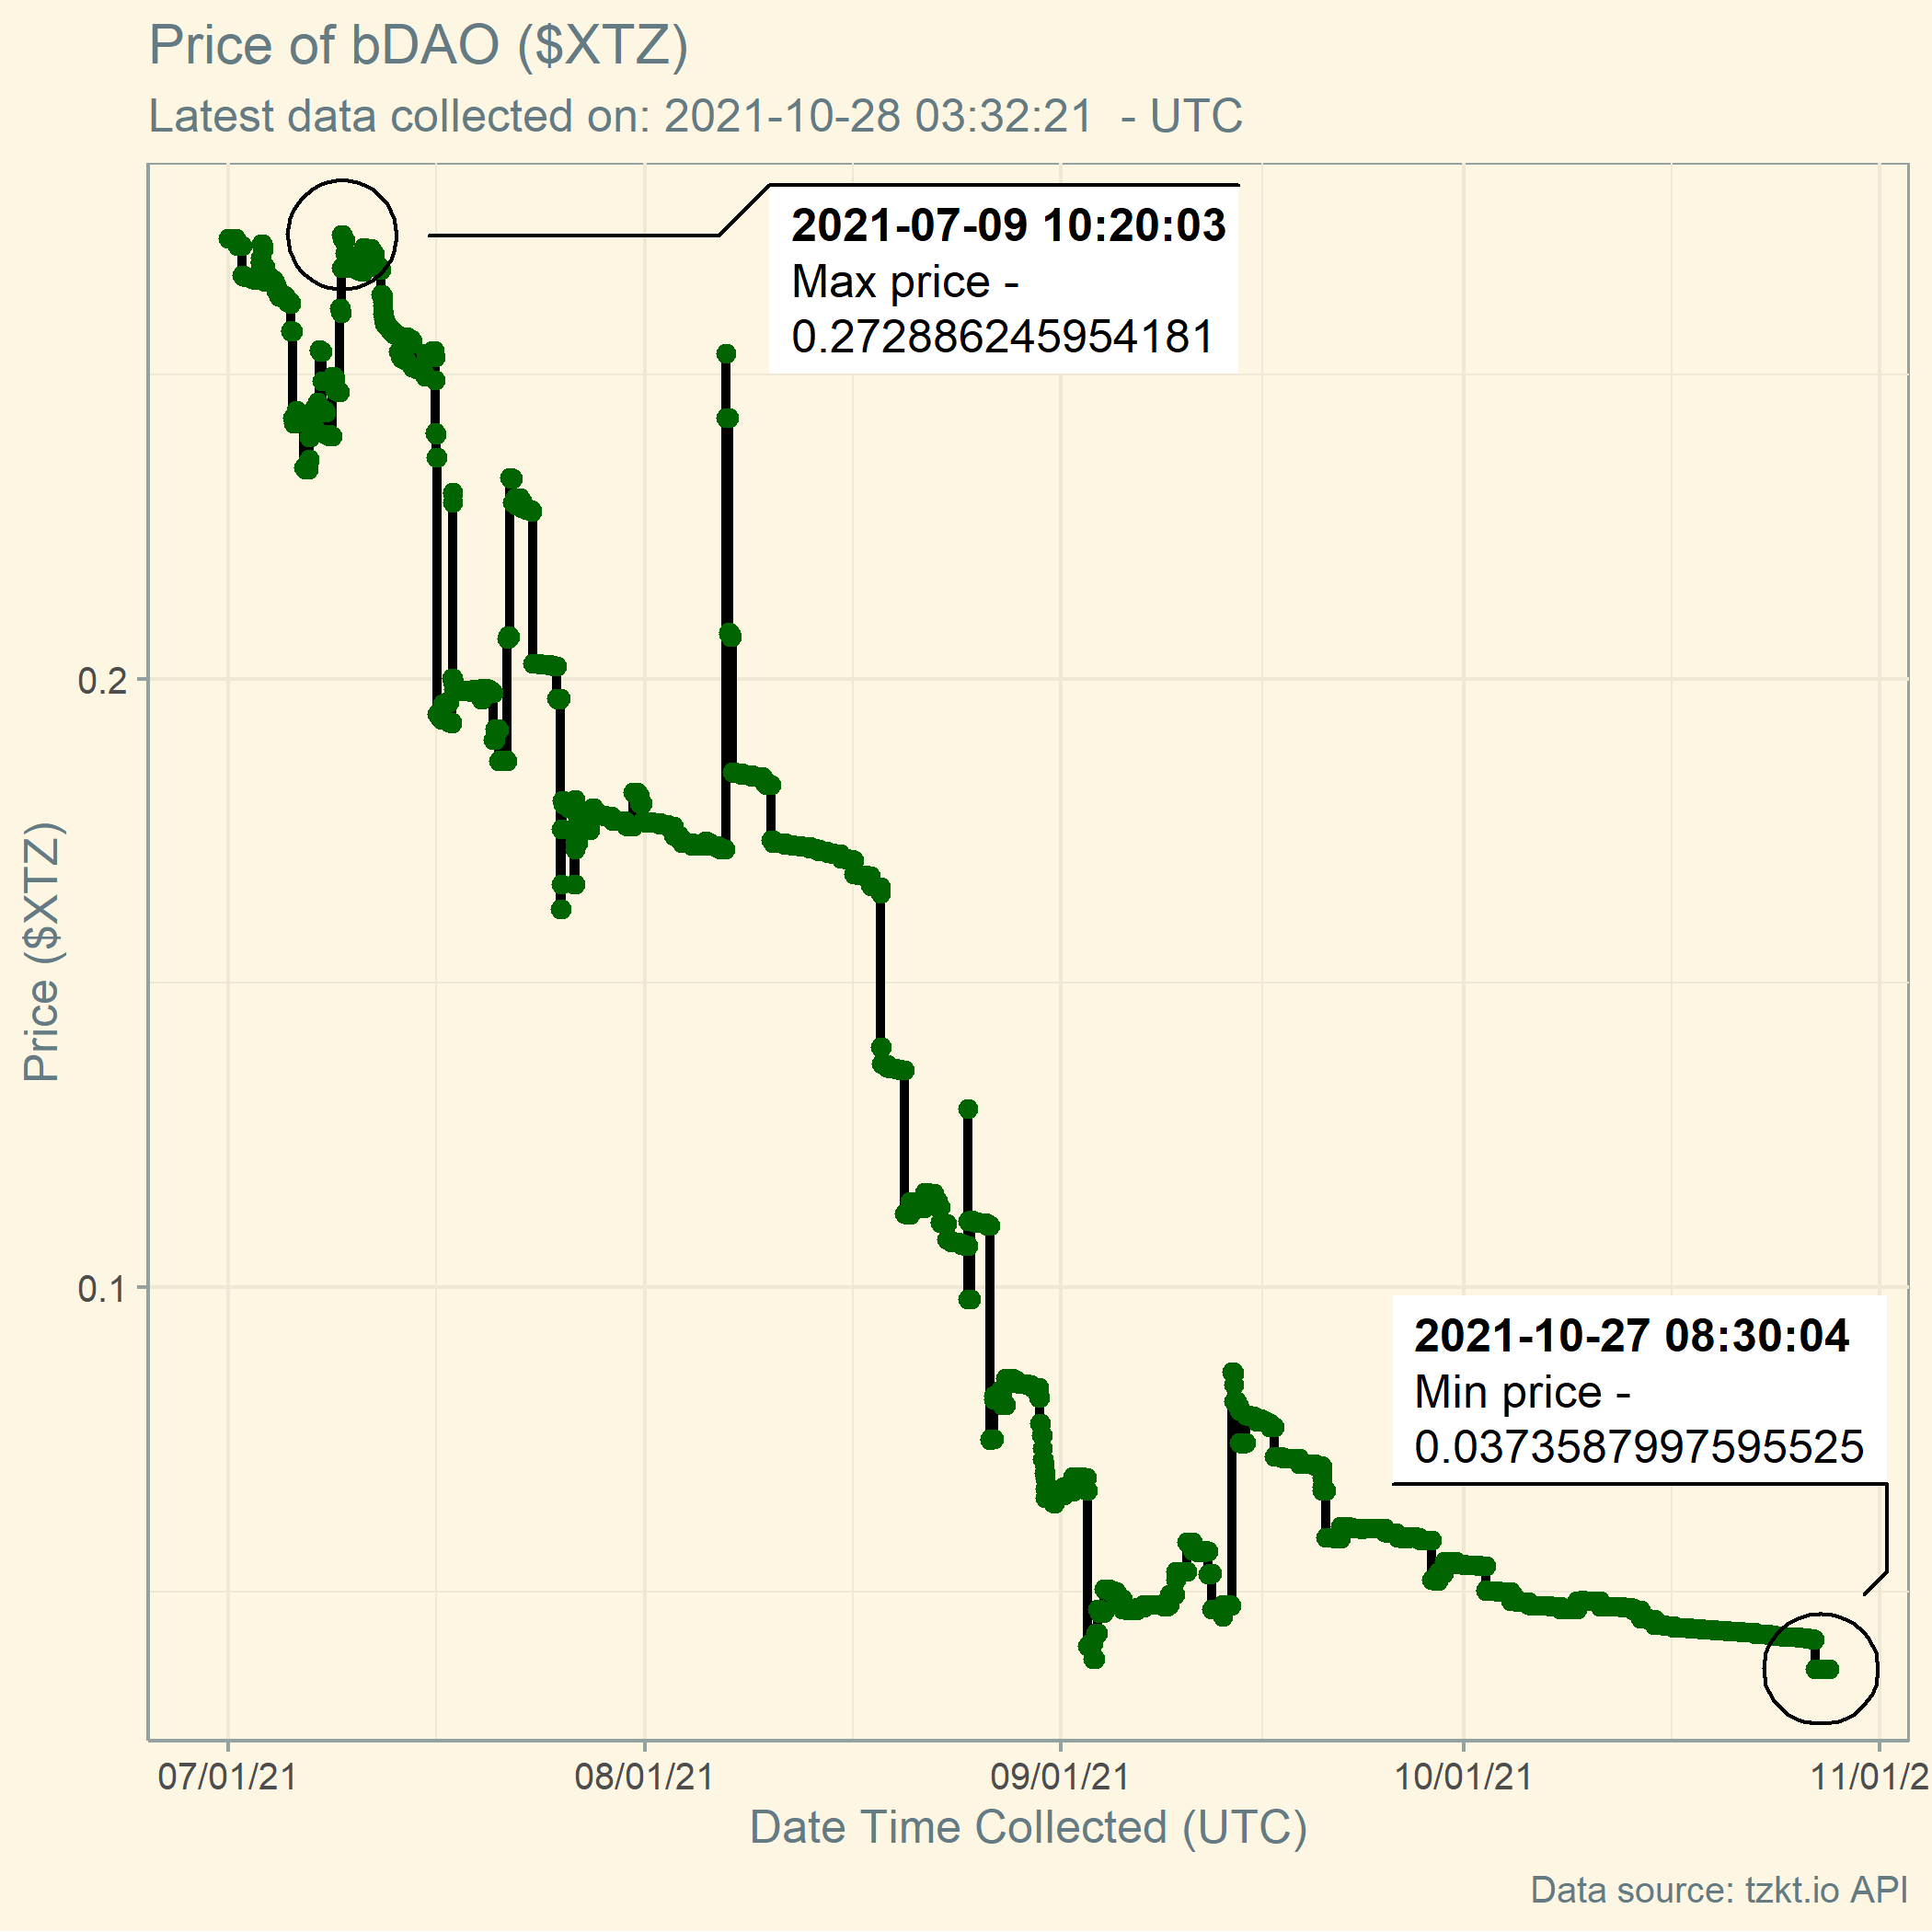 Price of bDAO ($XTZ)
Latest data collected on: 2021-10-28 03:32:21  - UTC
2021-07-09 10:20:03
Max price -
0.272886245954181
0.2
Price ($XTZ)
0.1
2021-10-27 08:30:04
Min price -
0.0373587997595525
07/01/21 08/01/21 09/01/21 10/01/21 11/01/2
Date Time Collected (UTC)
Data source: tzkt.io API